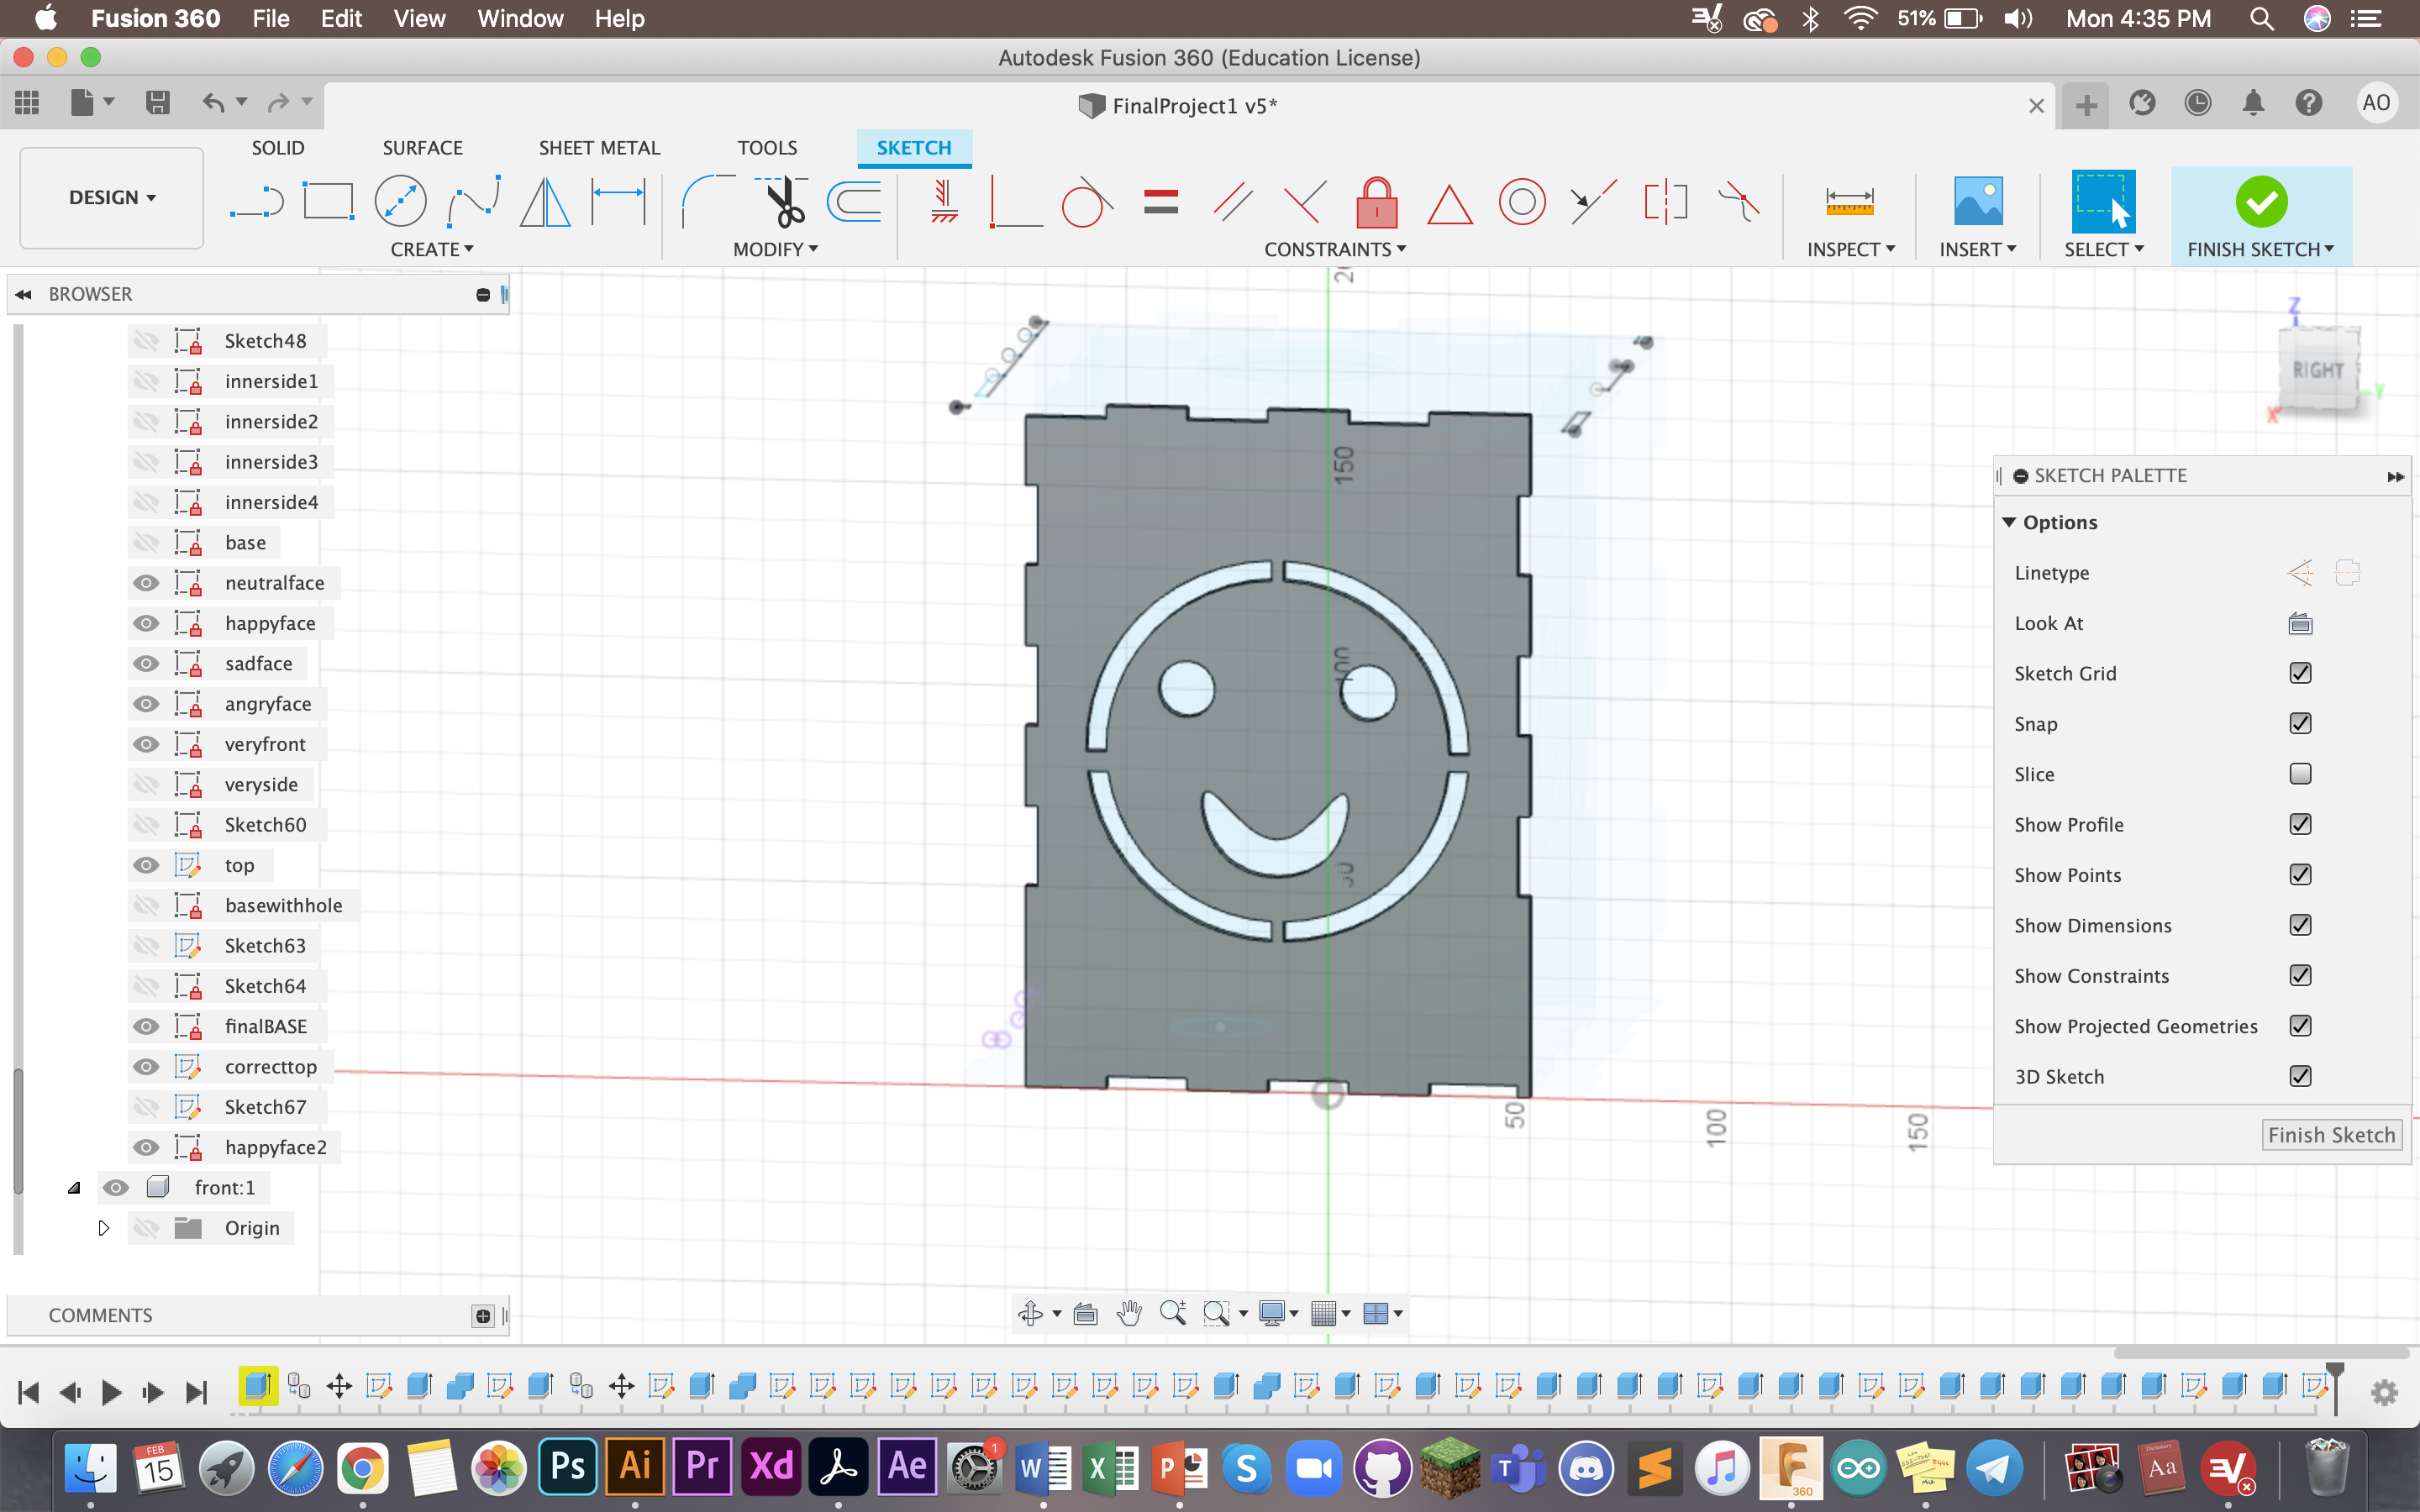 Fusion 360 File Edit View Window Help 51% Mon 4:35 PM
Autodesk Fusion 360 (Education License)
FinalProject1 v5*
AO
SOLID SURFACE SHEET METAL TOOLS SKETCH
DESIGN
CREATE MODIFY CONSTRAINTS INSPECT INSERT SELECT FINISH SKETCH
BROWSER
Sketch48
innerside1
innerside2
innerside3
innerside4
base
neutralface
happyface
sadface
angryface
veryfront
veryside
Sketch60
top
basewithhole
Sketch63
Sketch64
finalBASE
correcttop
Sketch67
happyface2
front:1
Origin
COMMENTS
150
100
50
100
150
Z
RIGHT
Y
X
SKETCH PALETTE
Options
Linetype
Look At
Sketch Grid
Snap
Slice
Show Profile
Show Points
Show Dimensions
Show Constraints
Show Projected Geometries
3D Sketch
Finish Sketch
FEB
15
Ps Ai Pr Xd Ae 1 W X P S T 360 Aa